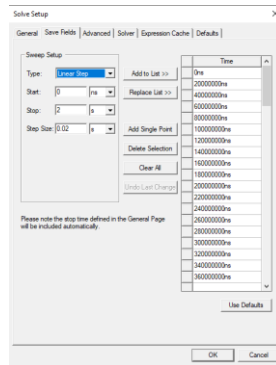 Solve Setup
General Save Fields Advanced Solver Expression Cache Defaults
Sweep Setup
Type: Linear Step
Start: 0 ns
Stop: 2 s
Step Size: 0.02 s
Add to List >>
Replace List >>
Add Single Point
Delete Selection
Clear All
Undo Last Change
Please note the stop time defined in the General Page
will be included automatically.
Time
0ns
20000000ns
40000000ns
60000000ns
80000000ns
100000000ns
120000000ns
140000000ns
160000000ns
180000000ns
200000000ns
220000000ns
240000000ns
260000000ns
280000000ns
300000000ns
320000000ns
340000000ns
360000000ns
Use Defaults
OK Cancel